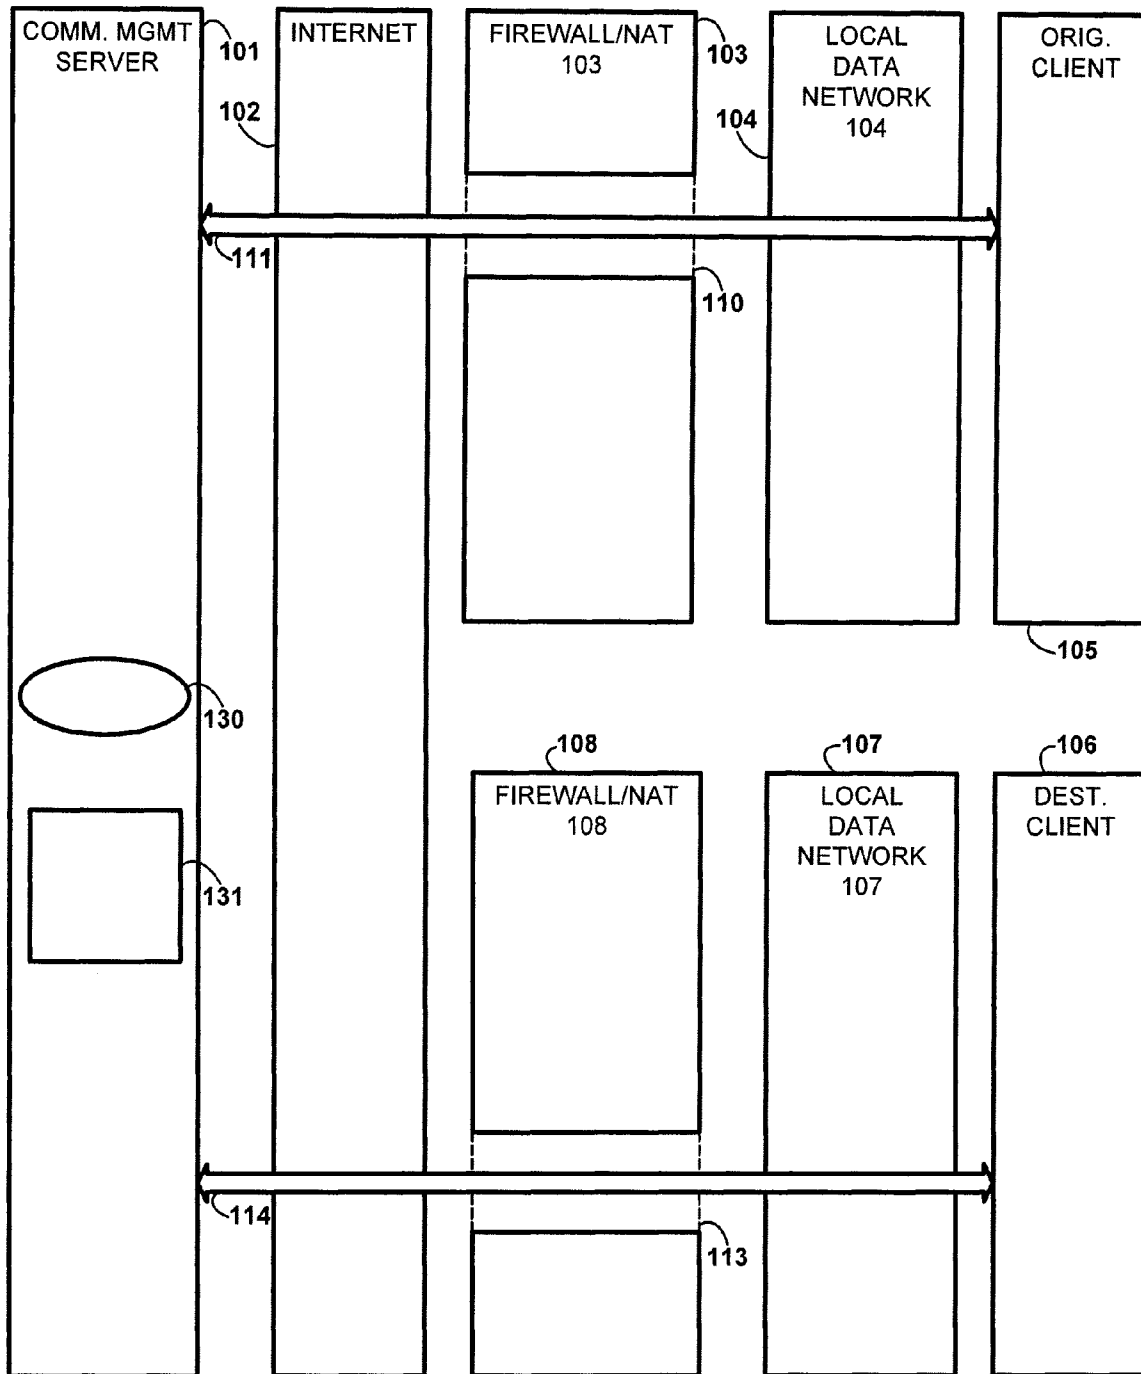 COMM. MGMT
SERVER
101
INTERNET
102
FIREWALL/NAT
103
103
LOCAL
DATA
NETWORK
104
104
ORIG.
CLIENT
111
110
105
130
108
107
106
FIREWALL/NAT
108
LOCAL
DATA
NETWORK
107
DEST.
CLIENT
131
114
113